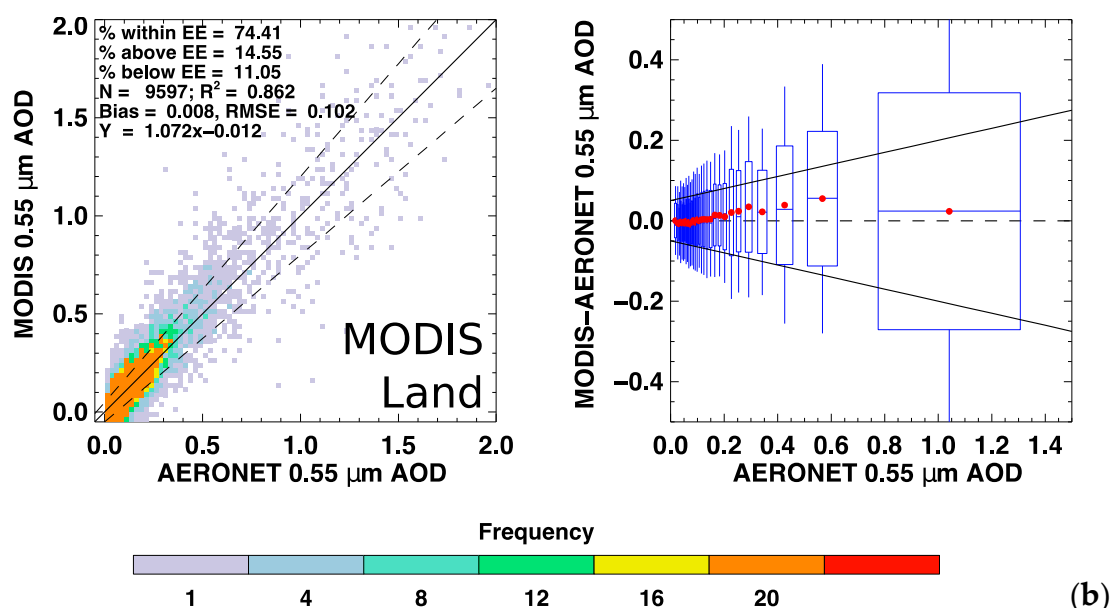 % within EE = 74.41
% above EE = 14.55
% below EE = 11.05
N = 9597; R² = 0.862
Bias = 0.008, RMSE = 0.102
Y = 1.072x−0.012
MODIS
Land
2.0
1.5
1.0
0.5
0.0
MODIS 0.55 μm AOD
0.0 0.5 1.0 1.5 2.0
AERONET 0.55 μm AOD
0.4
0.2
0.0
−0.2
−0.4
MODIS−AERONET 0.55 μm AOD
0.0 0.2 0.4 0.6 0.8 1.0 1.2 1.4
AERONET 0.55 μm AOD
Frequency
1 4 8 12 16 20
(b)